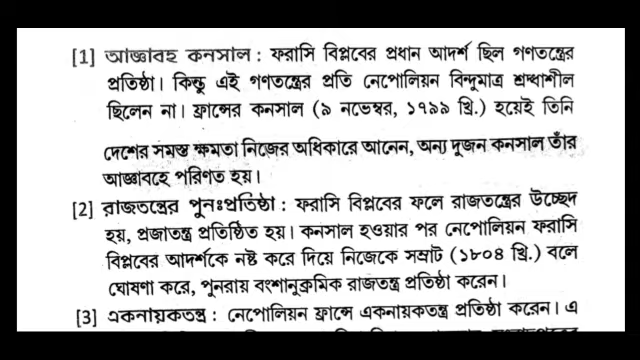 [1] আজ্ঞাবহ কনসাল : ফরাসি বিপ্লবের প্রধান আদর্শ ছিল গণতন্ত্রের
প্রতিষ্ঠা। কিন্তু এই গণতন্ত্রের প্রতি নেপোলিয়ন বিন্দুমাত্র শ্রদ্ধাশীল
ছিলেন না। ফ্রান্সের কনসাল (৯ নভেম্বর, ১৭৯৯ খ্রি.) হয়েই তিনি
দেশের সমস্ত ক্ষমতা নিজের অধিকারে আনেন, অন্য দুজন কনসাল তাঁর
আজ্ঞাবহে পরিণত হয়।
[2] রাজতন্ত্রের পুনঃপ্রতিষ্ঠা : ফরাসি বিপ্লবের ফলে রাজতন্ত্রের উচ্ছেদ
হয়, প্রজাতন্ত্র প্রতিষ্ঠিত হয়। কনসাল হওয়ার পর নেপোলিয়ন ফরাসি
বিপ্লবের আদর্শকে নষ্ট করে দিয়ে নিজেকে সম্রাট (১৮০৪ খ্রি.) বলে
ঘোষণা করে, পুনরায় বংশানুক্রমিক রাজতন্ত্র প্রতিষ্ঠা করেন।
[3] একনায়কতন্ত্র : নেপোলিয়ন ফ্রান্সে একনায়কতন্ত্র প্রতিষ্ঠা করেন। এ